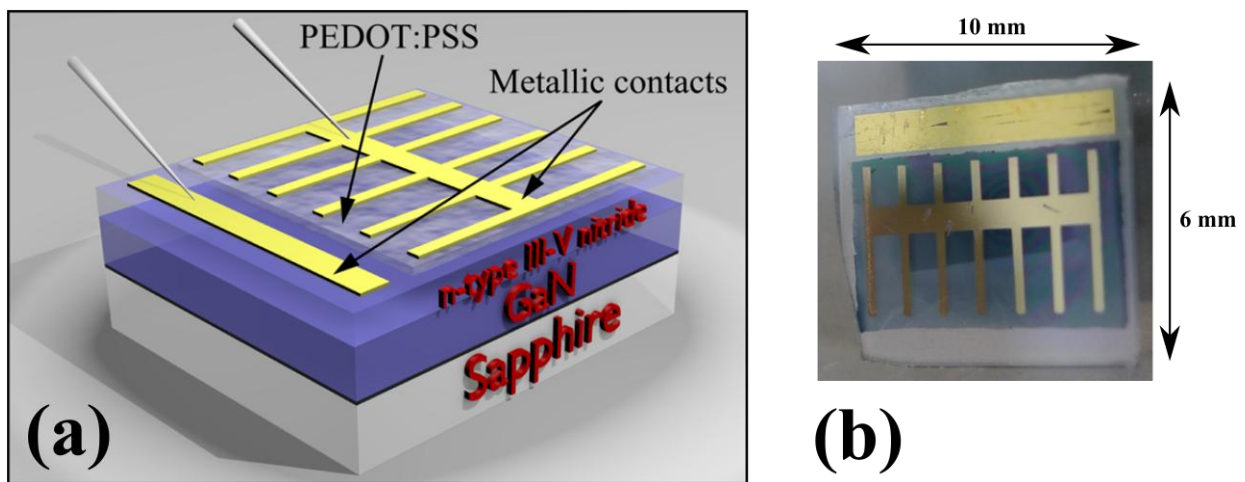 PEDOT:PSS
Metallic contacts
n-type III-V nitride
GaN
Sapphire
(a)
10 mm
6 mm
(b)